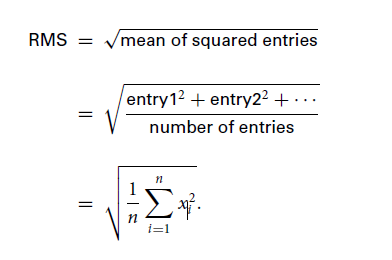 RMS = √mean of squared entries
= √((entry1² + entry2² + ···) / number of entries)
= √((1/n) ∑_{i=1}^{n} x_i²).